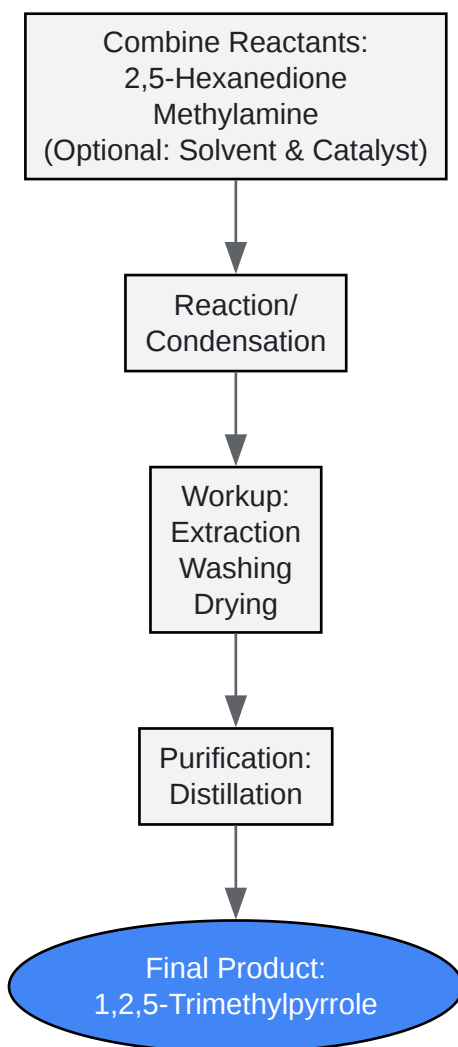 Combine Reactants:
2,5-Hexanedione
Methylamine
(Optional: Solvent & Catalyst)
Reaction/
Condensation
Workup:
Extraction
Washing
Drying
Purification:
Distillation
Final Product:
1,2,5-Trimethylpyrrole